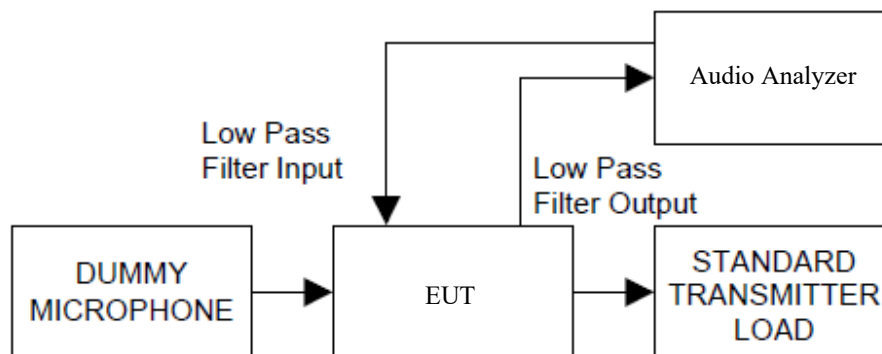 Audio Analyzer
Low Pass
Filter Input
Low Pass
Filter Output
DUMMY
MICROPHONE
EUT
STANDARD
TRANSMITTER
LOAD